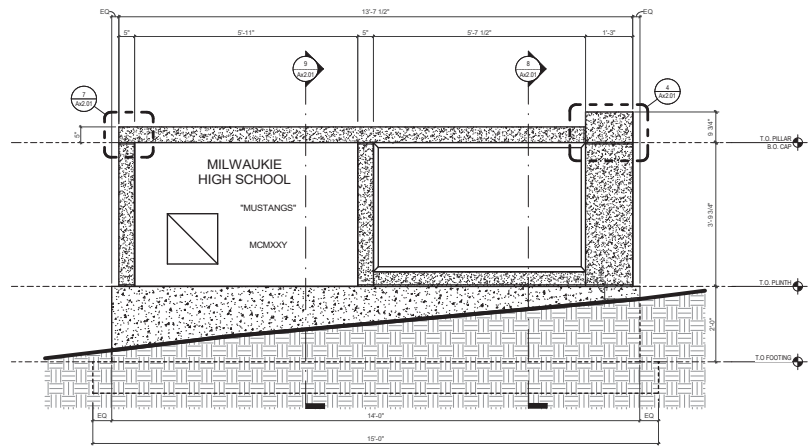 EQ
13'-7 1/2"
EQ
5"
5'-11"
5"
5'-7 1/2"
1'-3"
9
Ax2.01
8
Ax2.01
7
Ax2.01
4
Ax2.01
5"
9 3/4"
T.O. PILLAR
B.O. CAP
MILWAUKIE
HIGH SCHOOL
"MUSTANGS"
MCMXXY
3'-9 3/4"
T.O. PLINTH
2'-0"
T.O FOOTING
EQ
14'-0"
EQ
15'-0"